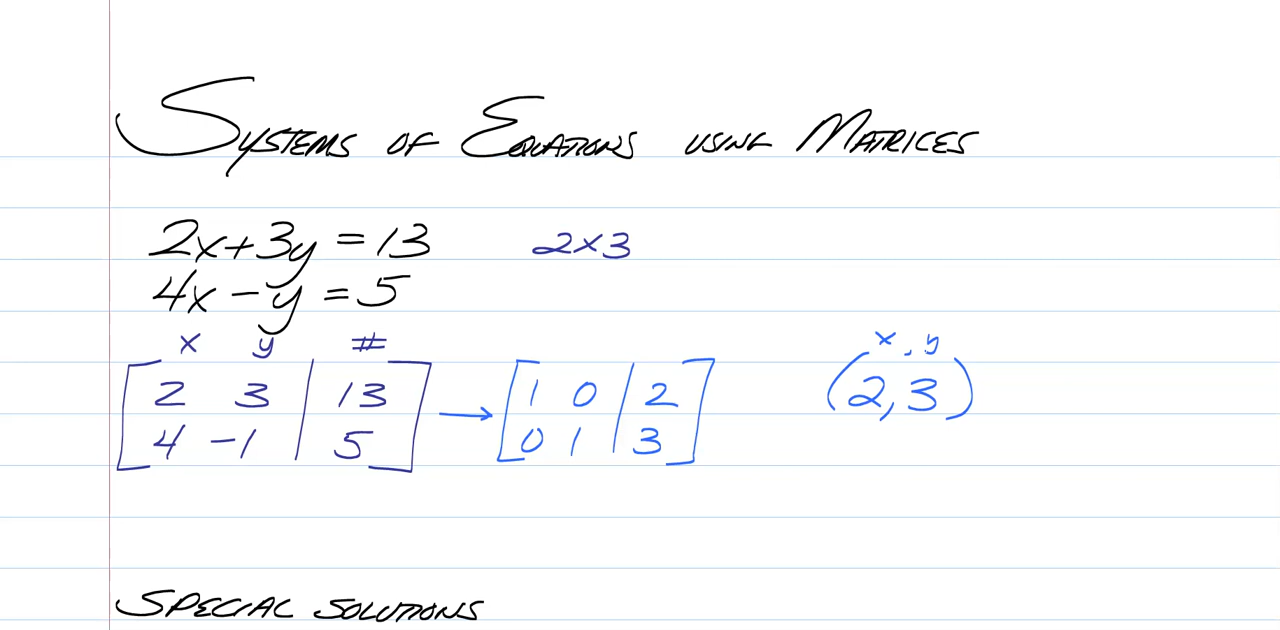 SYSTEMS OF EQUATIONS USING MATRICES
2x+3y = 13 2x3
4x - y = 5
x y # x, y
2 3 | 13 → 1 0 | 2 (2, 3)
4 -1 | 5 0 1 | 3
SPECIAL SOLUTIONS